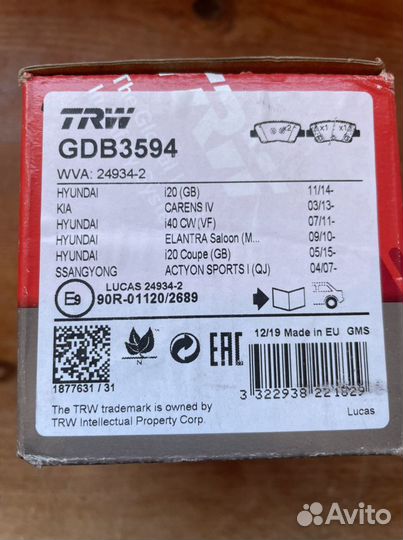 TRW
GDB3594
x2
x1 x1
WVA: 24934-2
HYUNDAI i20 (GB) 11/14-
KIA CARENS IV 03/13-
HYUNDAI i40 CW (VF) 07/11-
HYUNDAI ELANTRA Saloon (M... 09/10-
HYUNDAI i20 Coupe (GB) 05/15-
SSANGYONG ACTYON SPORTS I (QJ) 04/07-
LUCAS 24934-2
E9 90R-01120/2689
N
EAC
12/19 Made in EU GMS
1877631 / 31
3 322938 221829
The TRW trademark is owned by
TRW Intellectual Property Corp.
Lucas
Avito